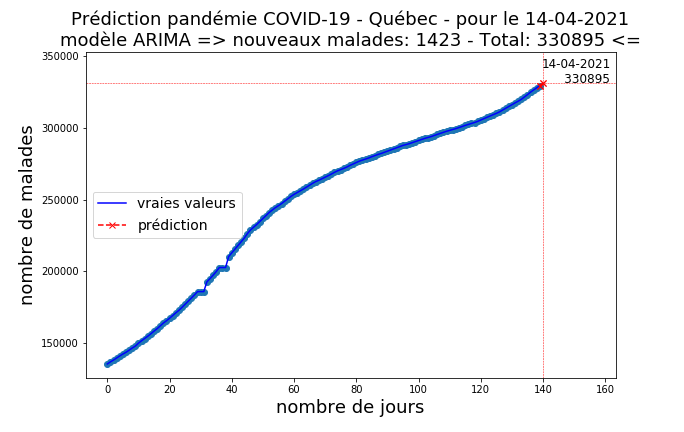 Prédiction pandémie COVID-19 - Québec - pour le 14-04-2021
modèle ARIMA => nouveaux malades: 1423 - Total: 330895 <=
350000
300000
250000
200000
150000
nombre de malades
14-04-2021
330895
vraies valeurs
prédiction
0 20 40 60 80 100 120 140 160
nombre de jours